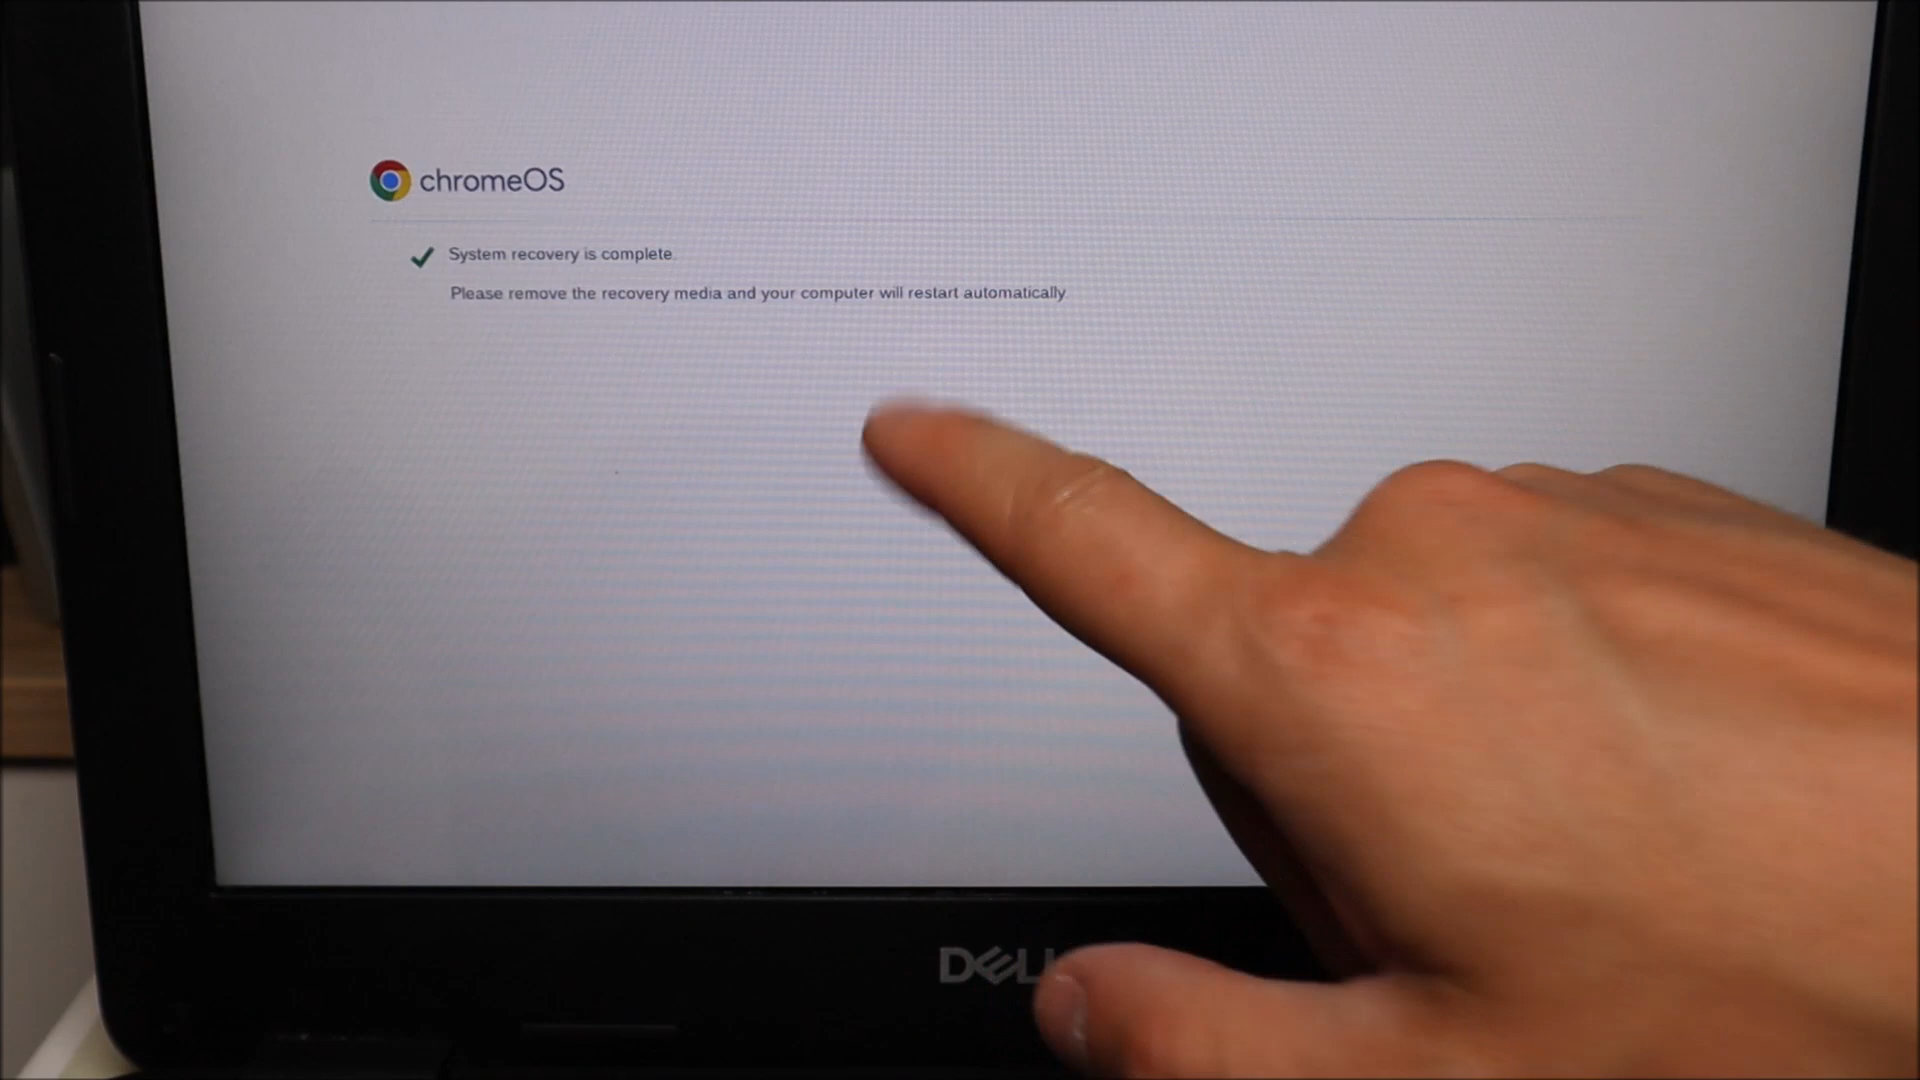 chromeOS
System recovery is complete.
Please remove the recovery media and your computer will restart automatically
DELL